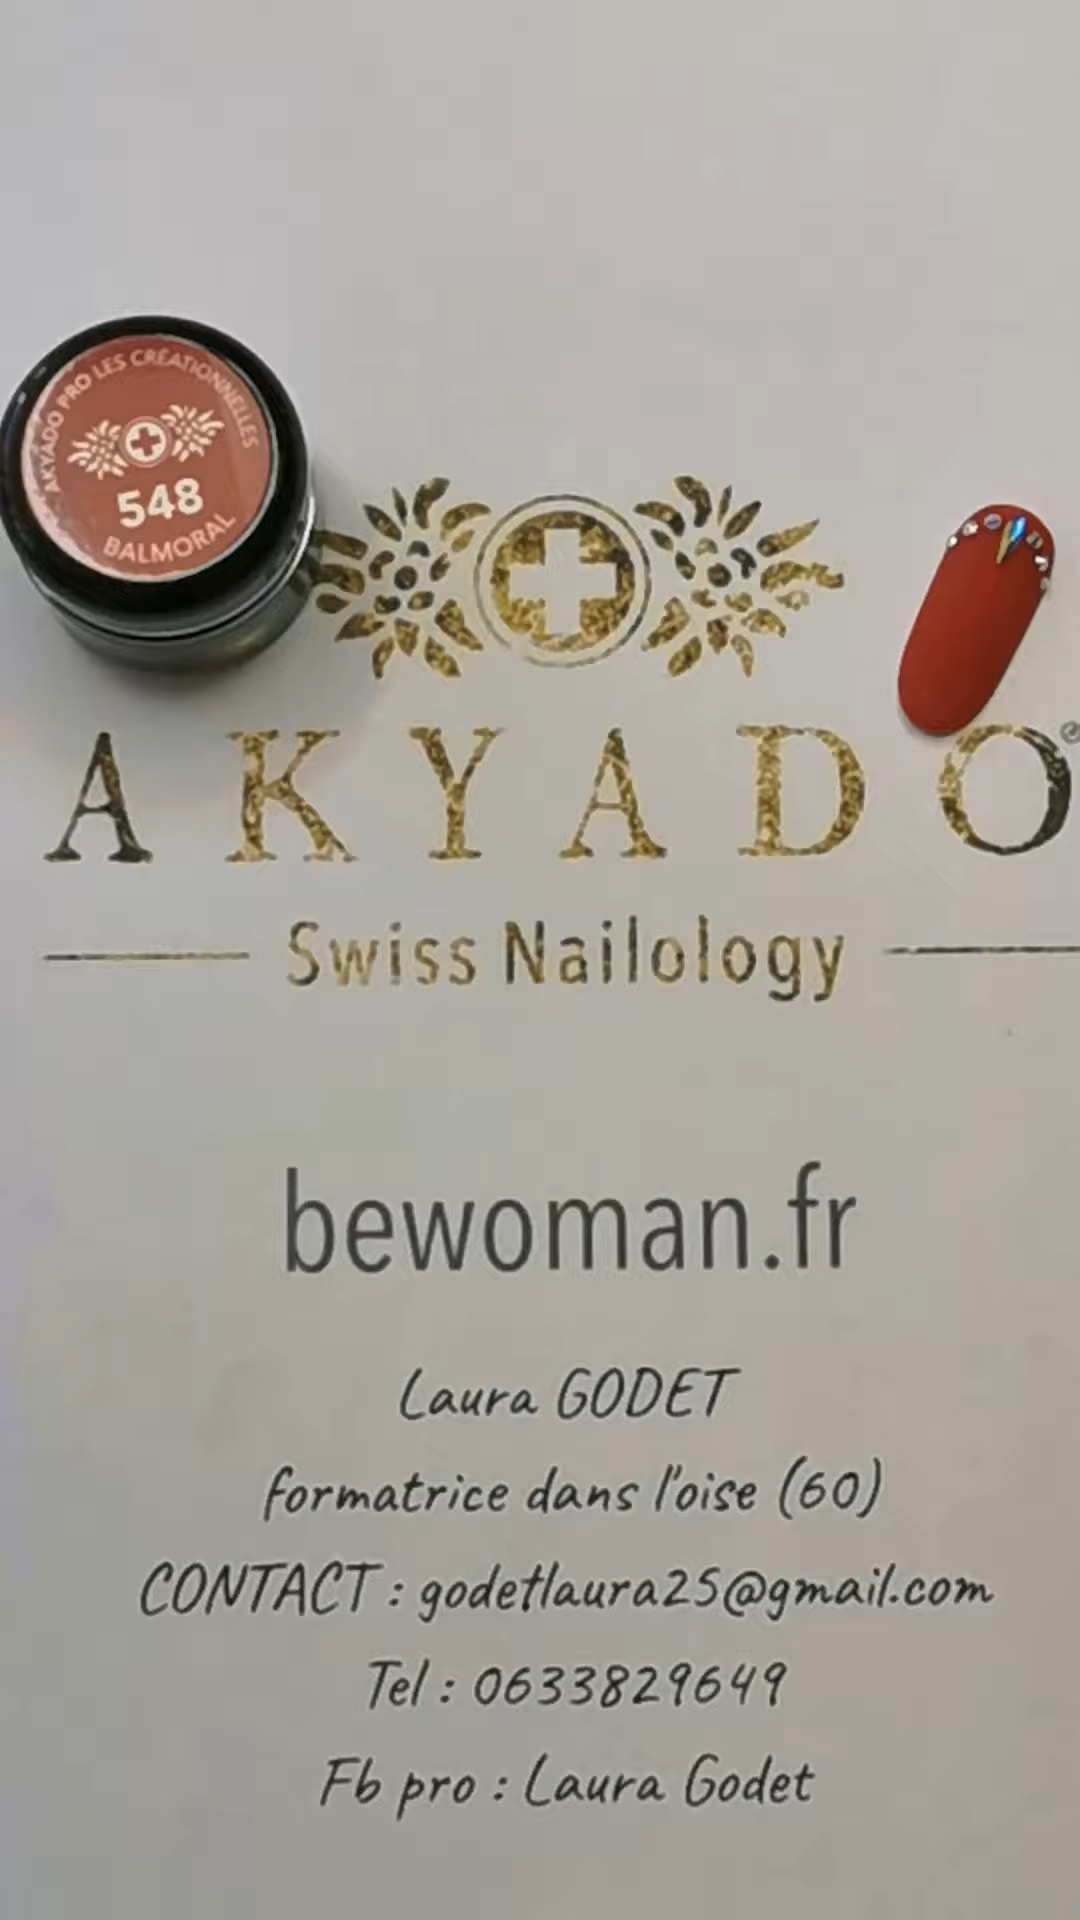 AKYADO PRO LES CRÉATIONNELLES
548
BALMORAL
AKYADO®
Swiss Nailology
bewoman.fr
Laura GODET
formatrice dans l'oise (60)
CONTACT : godetlaura25@gmail.com
Tel : 0633829649
Fb pro : Laura Godet